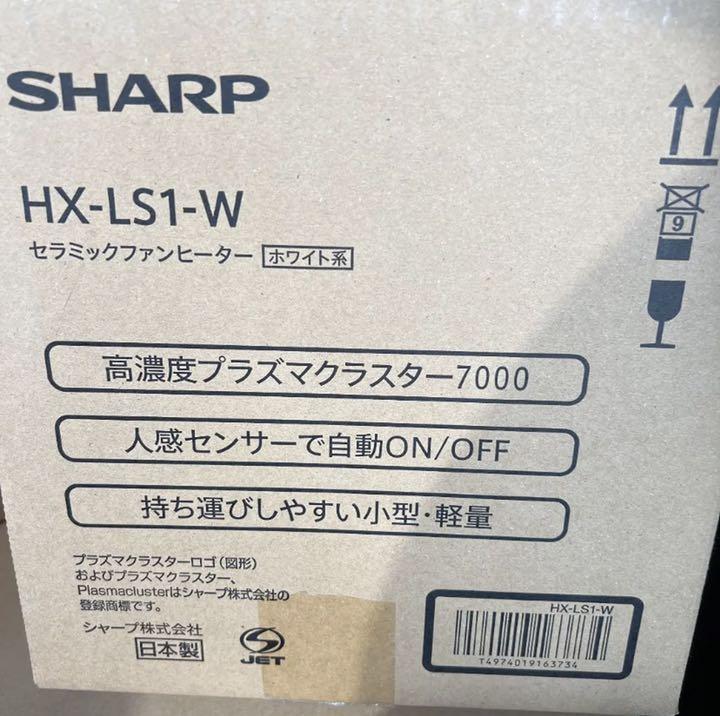 SHARP
HX-LS1-W
セラミックファンヒーター ホワイト系
9
高濃度プラズマクラスター7000
人感センサーで自動ON/OFF
持ち運びしやすい小型・軽量
プラズマクラスターロゴ(図形)
およびプラズマクラスター、
Plasmaclusterはシャープ株式会社の
登録商標です。
シャープ株式会社
日本製
JET
HX-LS1-W
T4974019163734